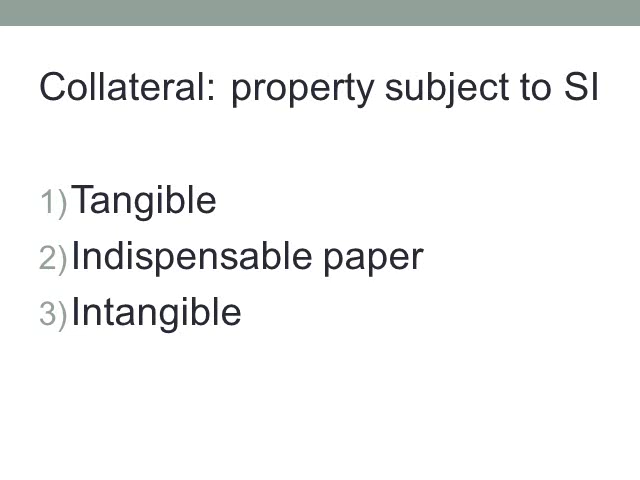 Collateral: property subject to SI
1) Tangible
2) Indispensable paper
3) Intangible